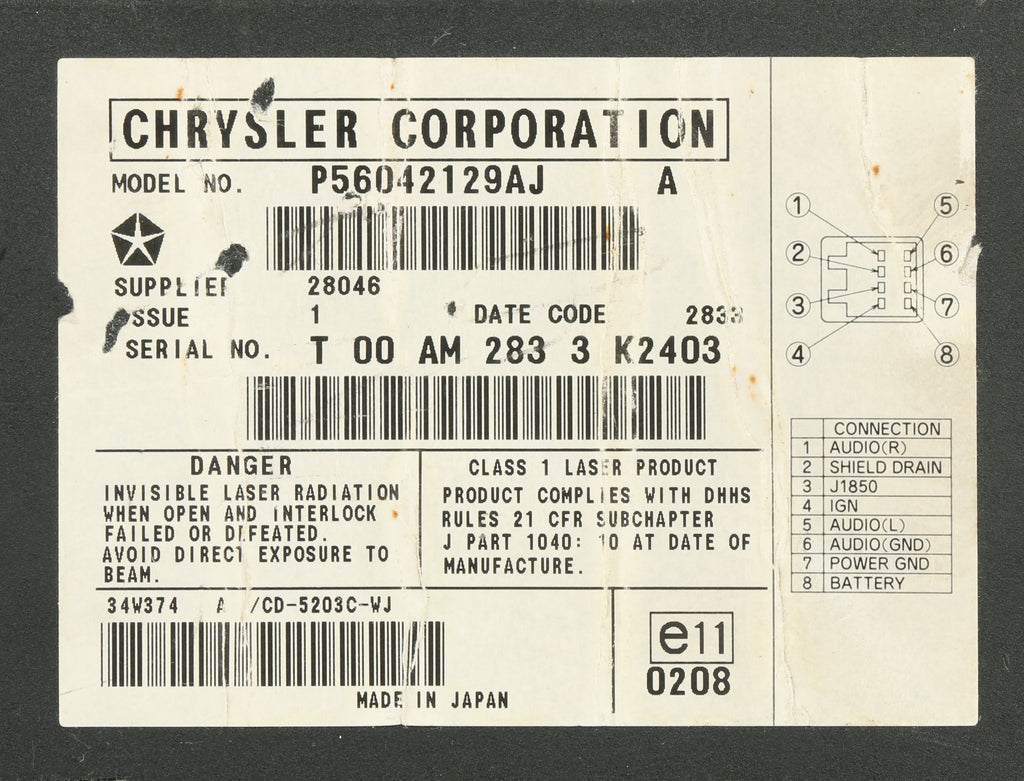 CHRYSLER CORPORATION
MODEL NO. P56042129AJ A
SUPPLIER 28046
ISSUE 1 DATE CODE 2833
SERIAL NO. T 00 AM 283 3 K2403
DANGER
INVISIBLE LASER RADIATION
WHEN OPEN AND INTERLOCK
FAILED OR DEFEATED.
AVOID DIRECT EXPOSURE TO
BEAM.
CLASS 1 LASER PRODUCT
PRODUCT COMPLIES WITH DHHS
RULES 21 CFR SUBCHAPTER
J PART 1040: 10 AT DATE OF
MANUFACTURE.
34W374 A /CD-5203C-WJ
MADE IN JAPAN
e11
0208
1 5
2 6
3 7
4 8
CONNECTION
1 AUDIO(R)
2 SHIELD DRAIN
3 J1850
4 IGN
5 AUDIO(L)
6 AUDIO(GND)
7 POWER GND
8 BATTERY